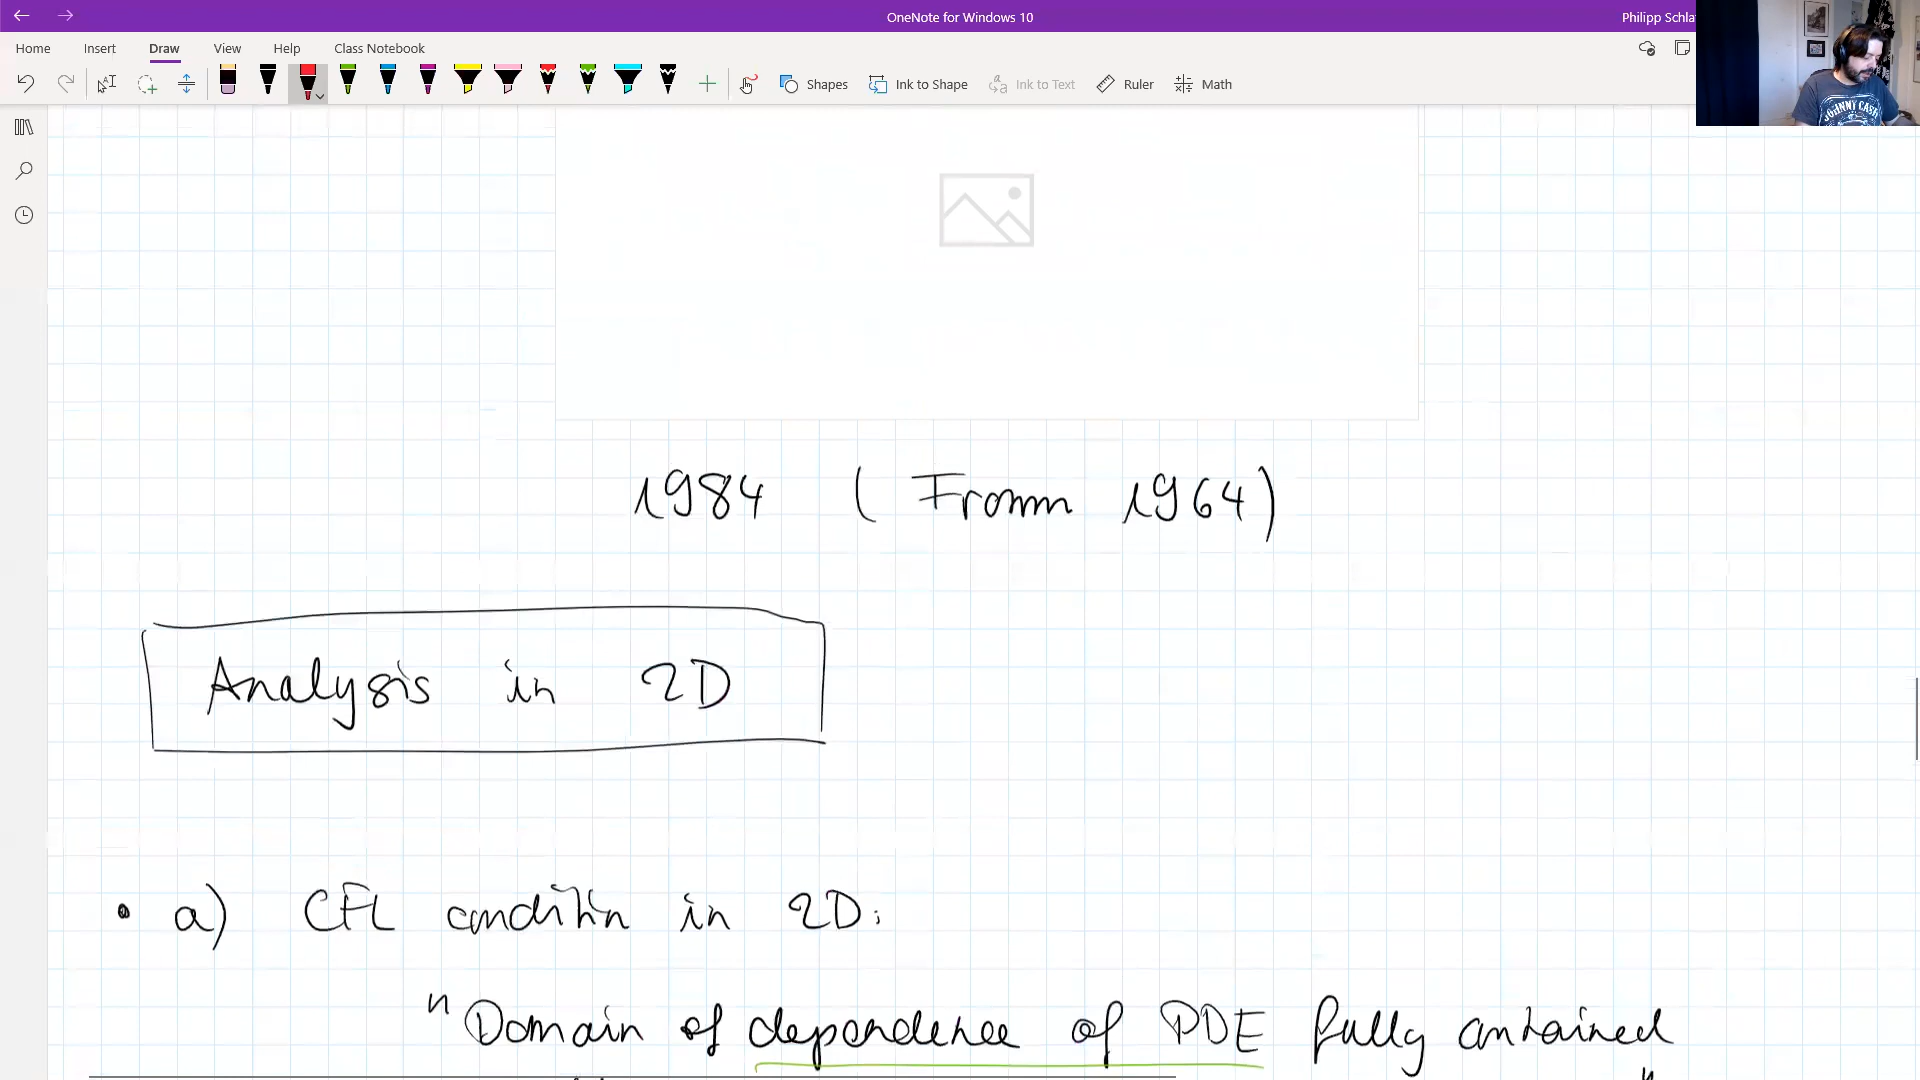 OneNote for Windows 10
Philipp Schla
Home Insert Draw View Help Class Notebook
Shapes Ink to Shape Ink to Text Ruler Math
JOHNNY CASH
1984 ( Fromm 1964)
Analysis in 2D
• a) CFL condition in 2D:
"Domain of dependence of PDE fully contained
"